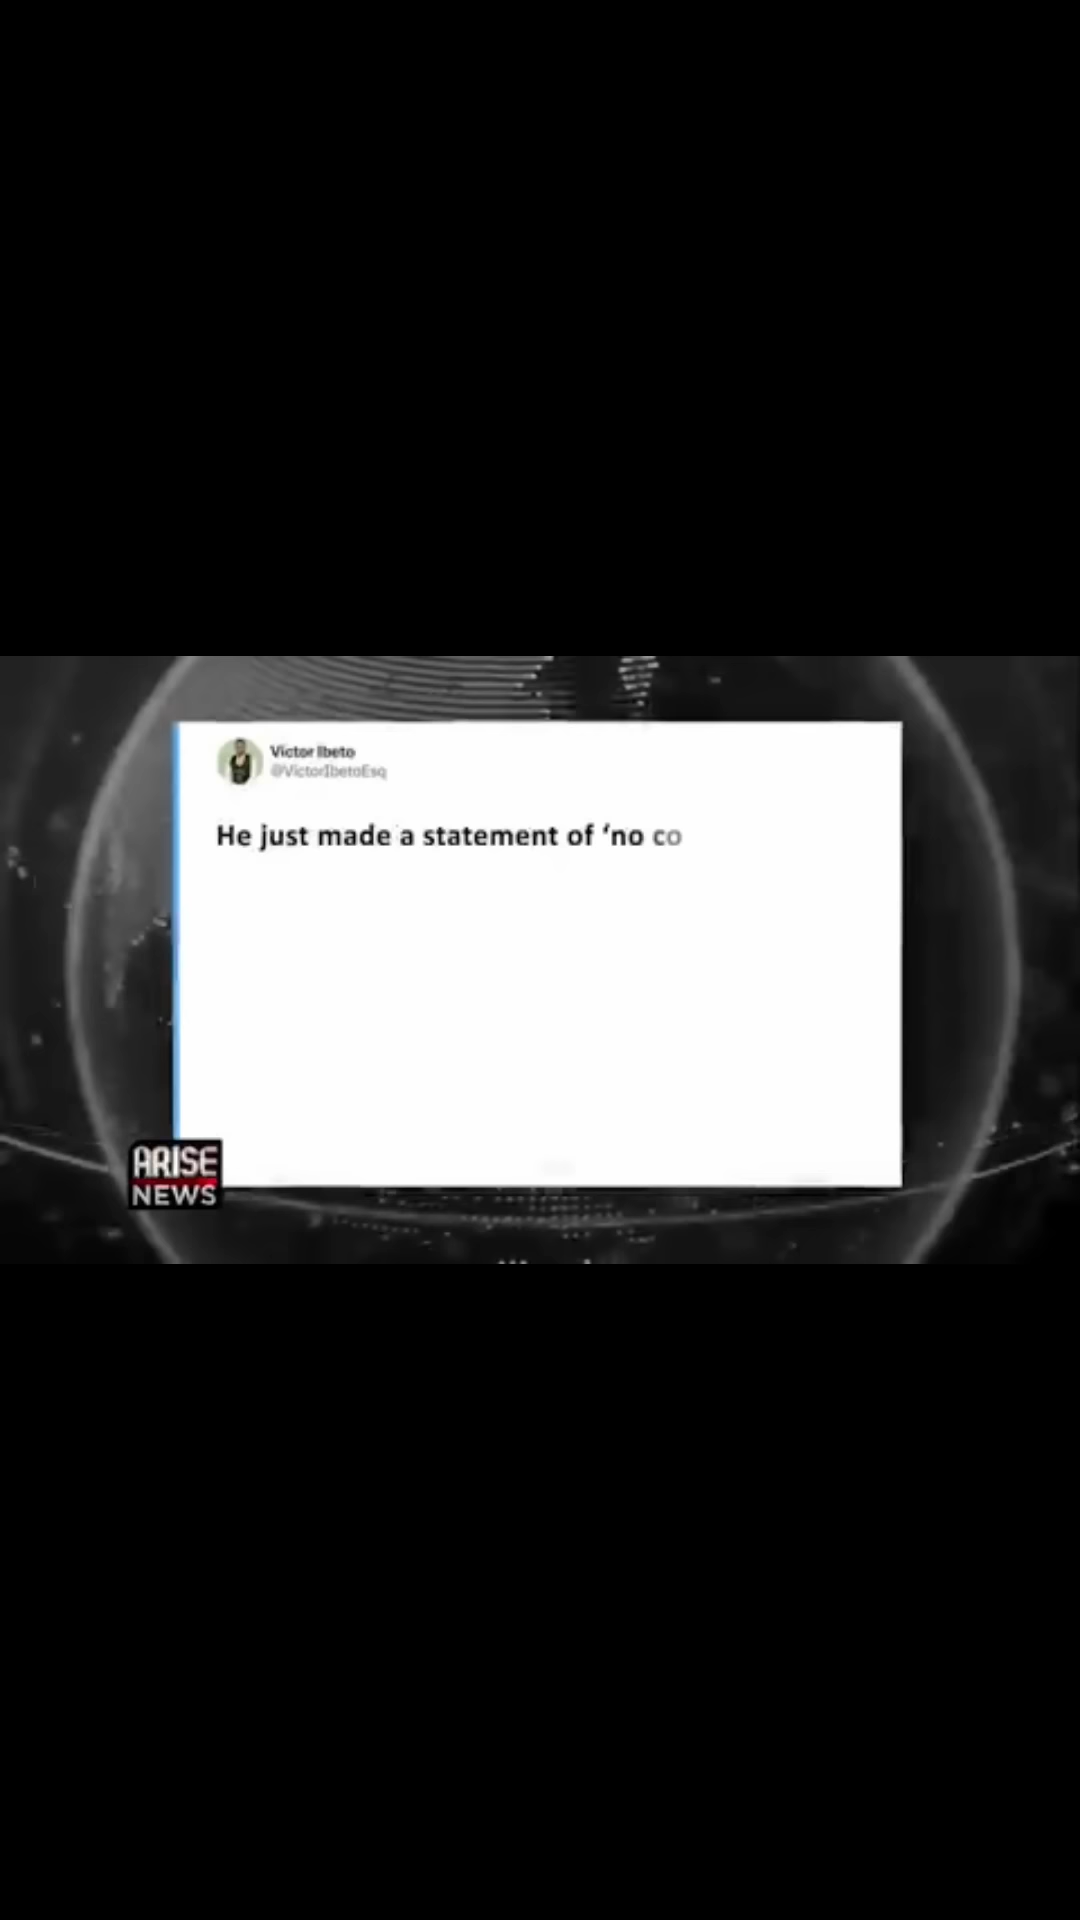 Victor Ibeto
@VictorIbetoEsq
He just made a statement of ‘no co
ARISE
NEWS